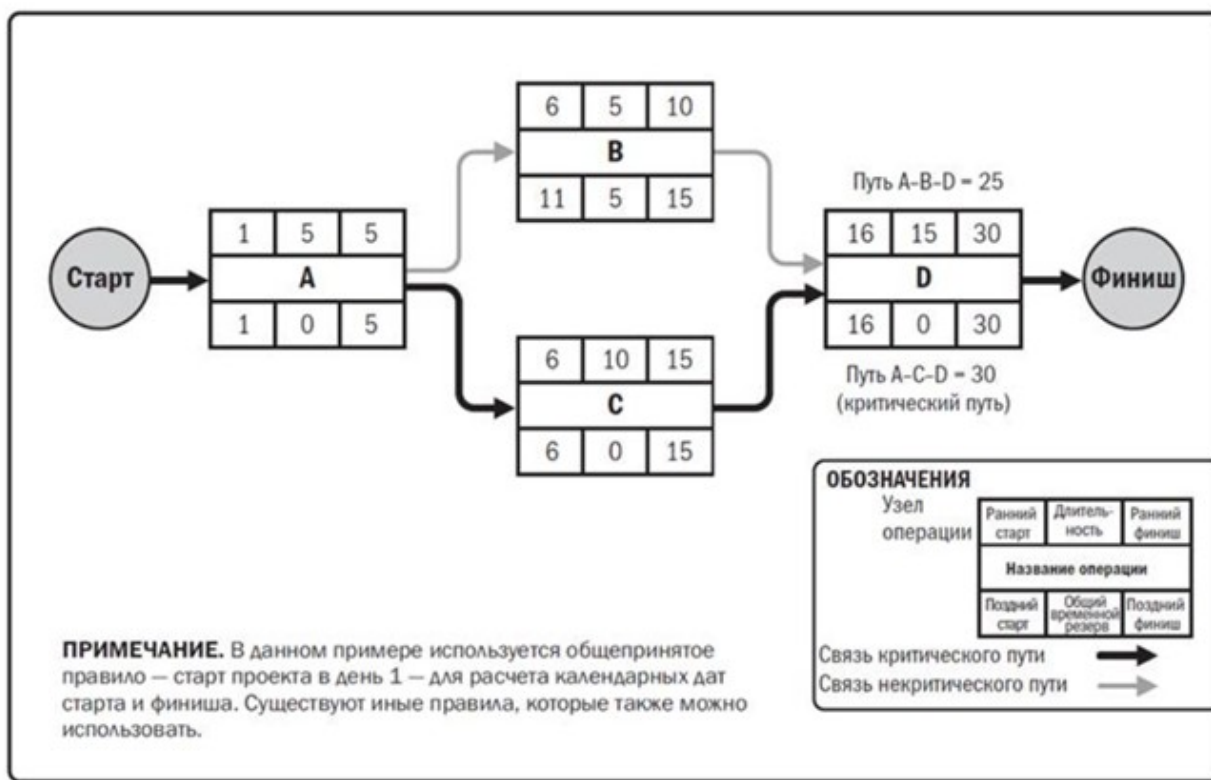 6 5 10
B
11 5 15
Путь A-B-D = 25
1 5 5
16 15 30
Старт
A
D
Финиш
1 0 5
16 0 30
6 10 15
Путь A-C-D = 30
(критический путь)
C
6 0 15
ОБОЗНАЧЕНИЯ
Узел
операции
Ранний
старт
Длитель-
ность
Ранний
финиш
Название операции
Поздний
старт
Общий
временной
резерв
Поздний
финиш
Связь критического пути
Связь некритического пути
ПРИМЕЧАНИЕ. В данном примере используется общепринятое
правило — старт проекта в день 1 — для расчета календарных дат
старта и финиша. Существуют иные правила, которые также можно
использовать.